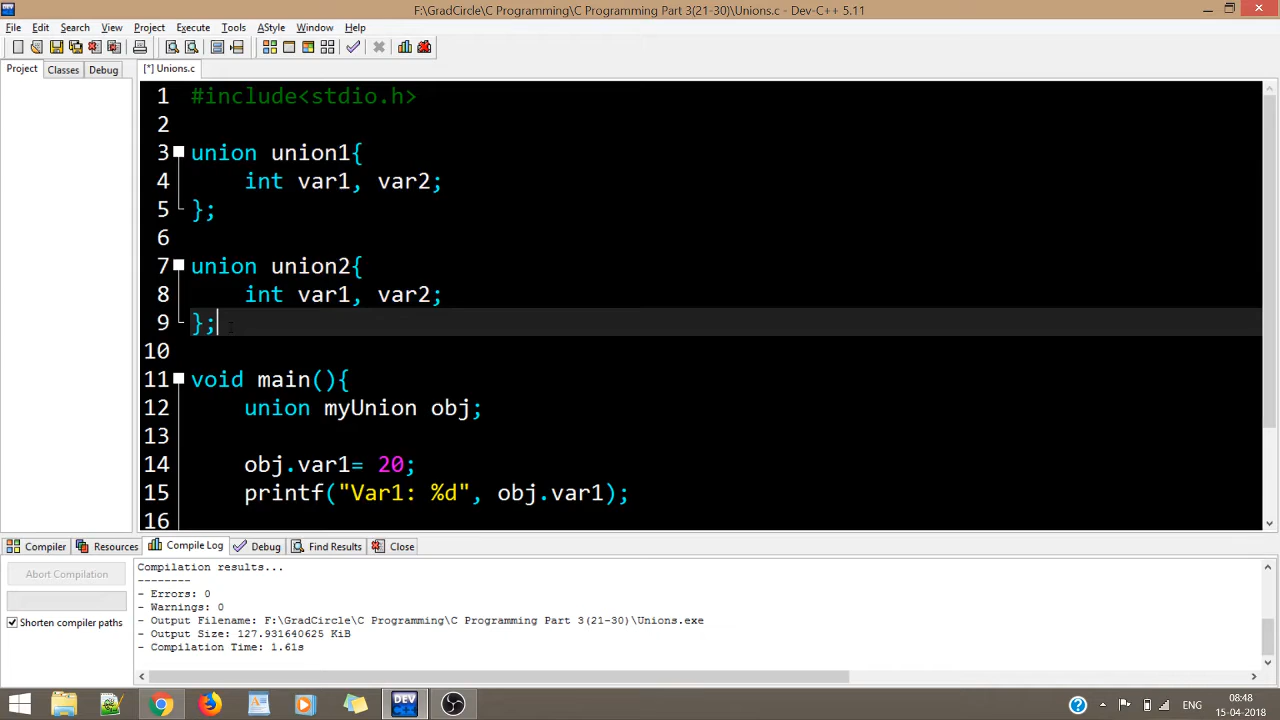 F:\GradCircle\C Programming\C Programming Part 3(21-30)\Unions.c - Dev-C++ 5.11
File Edit Search View Project Execute Tools AStyle Window Help
Project Classes Debug
[*] Unions.c
1 #include<stdio.h>
2
3 union union1{
4 int var1, var2;
5 };
6
7 union union2{
8 int var1, var2;
9 };
10
11 void main(){
12 union myUnion obj;
13
14 obj.var1= 20;
15 printf("Var1: %d", obj.var1);
16
Compiler Resources Compile Log Debug Find Results Close
Abort Compilation
Shorten compiler paths
Compilation results...
--------
- Errors: 0
- Warnings: 0
- Output Filename: F:\GradCircle\C Programming\C Programming Part 3(21-30)\Unions.exe
- Output Size: 127.931640625 KiB
- Compilation Time: 1.61s
DEV
C++
ENG
08:48
15-04-2018